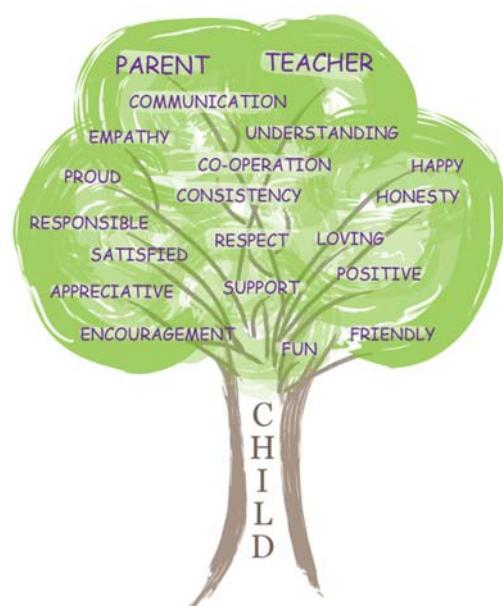 PARENT TEACHER
COMMUNICATION
EMPATHY UNDERSTANDING
CO-OPERATION HAPPY
PROUD
CONSISTENCY HONESTY
RESPONSIBLE
RESPECT LOVING
SATISFIED
POSITIVE
APPRECIATIVE SUPPORT
ENCOURAGEMENT FRIENDLY
FUN
CHILD